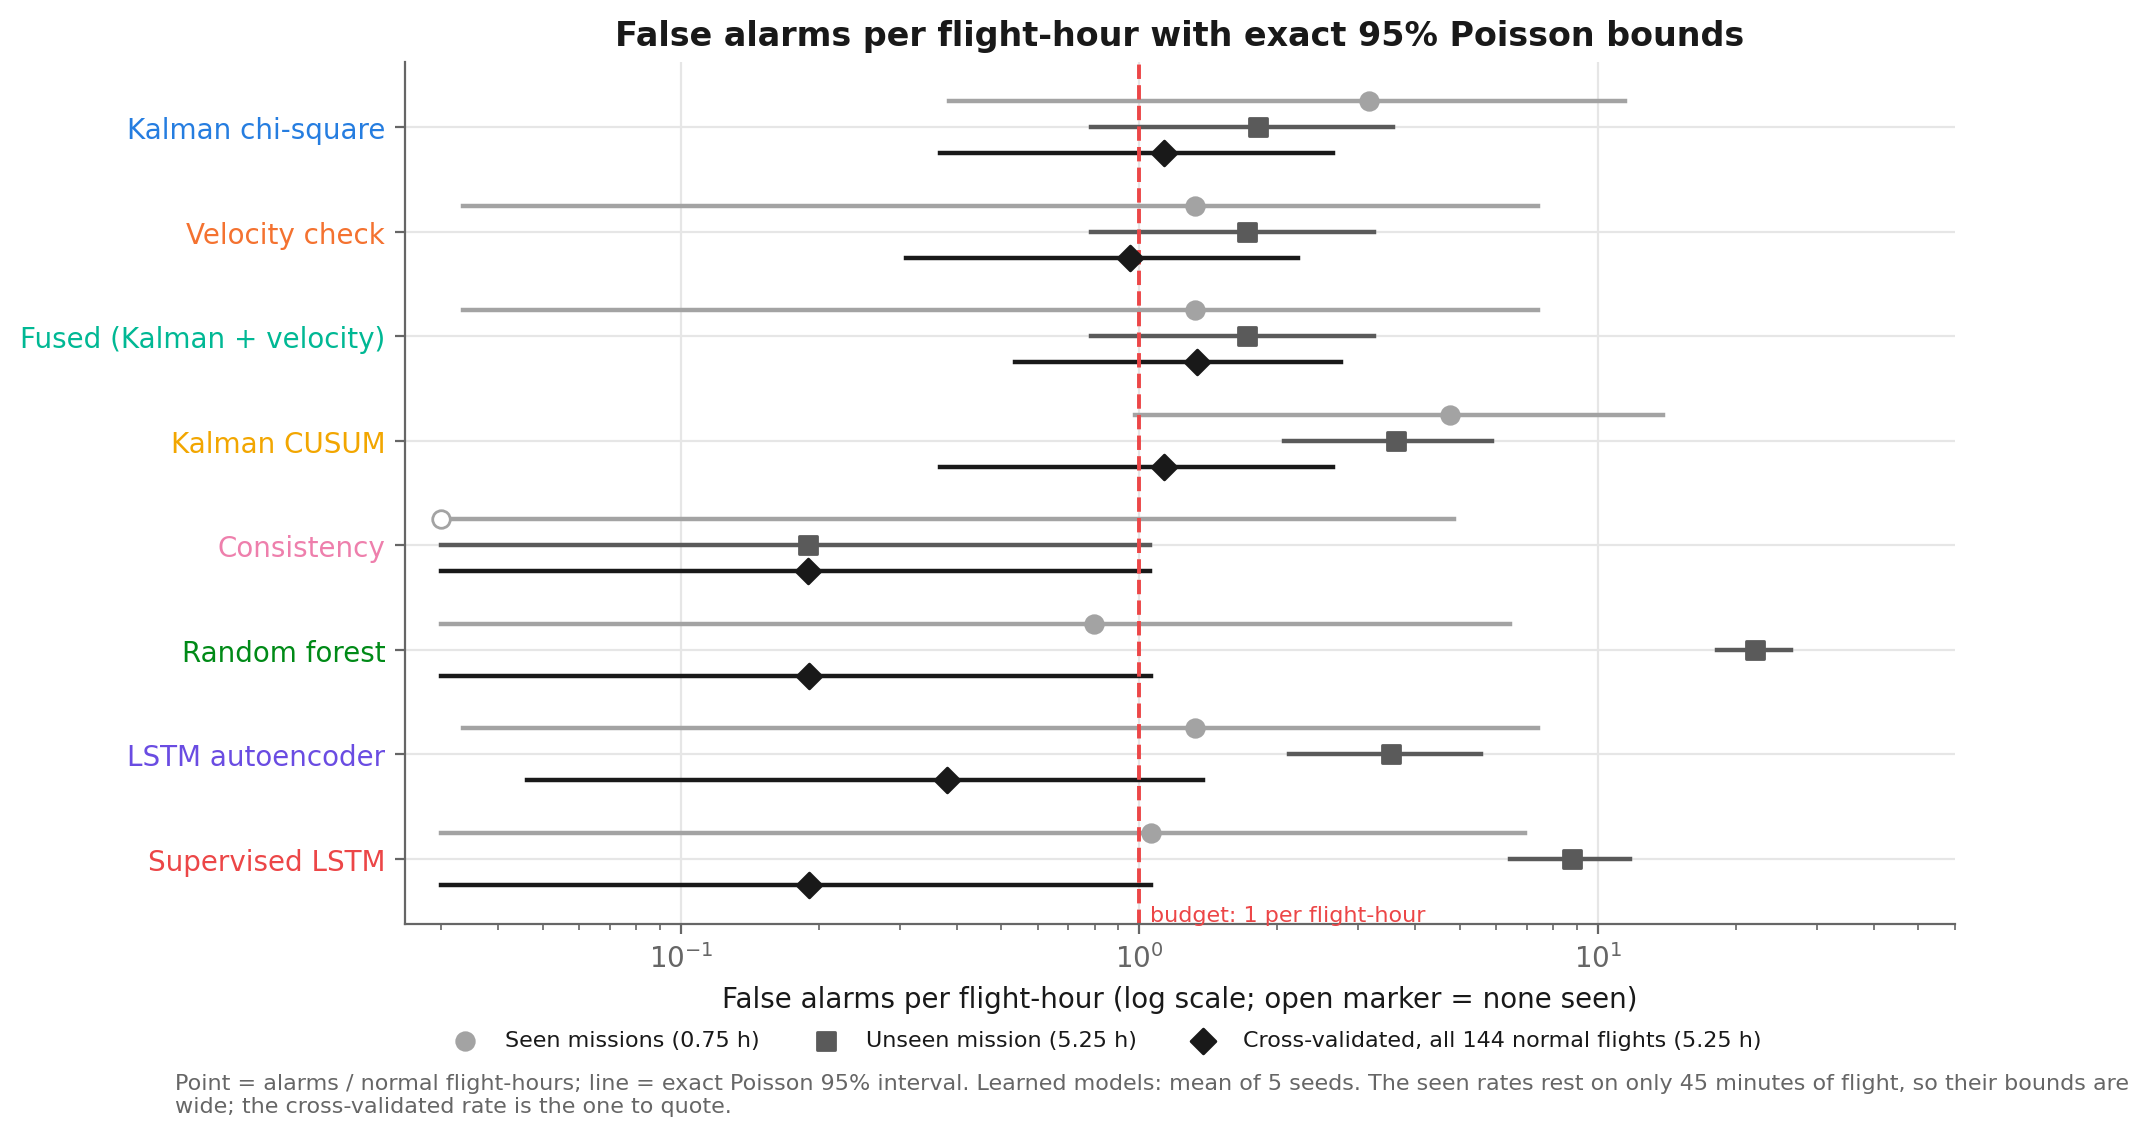 False alarms per flight-hour with exact 95% Poisson bounds
Kalman chi-square
Velocity check
Fused (Kalman + velocity)
Kalman CUSUM
Consistency
Random forest
LSTM autoencoder
Supervised LSTM
budget: 1 per flight-hour
10⁻¹ 10⁰ 10¹
False alarms per flight-hour (log scale; open marker = none seen)
Seen missions (0.75 h) Unseen mission (5.25 h) Cross-validated, all 144 normal flights (5.25 h)
Point = alarms / normal flight-hours; line = exact Poisson 95% interval. Learned models: mean of 5 seeds. The seen rates rest on only 45 minutes of flight, so their bounds are
wide; the cross-validated rate is the one to quote.